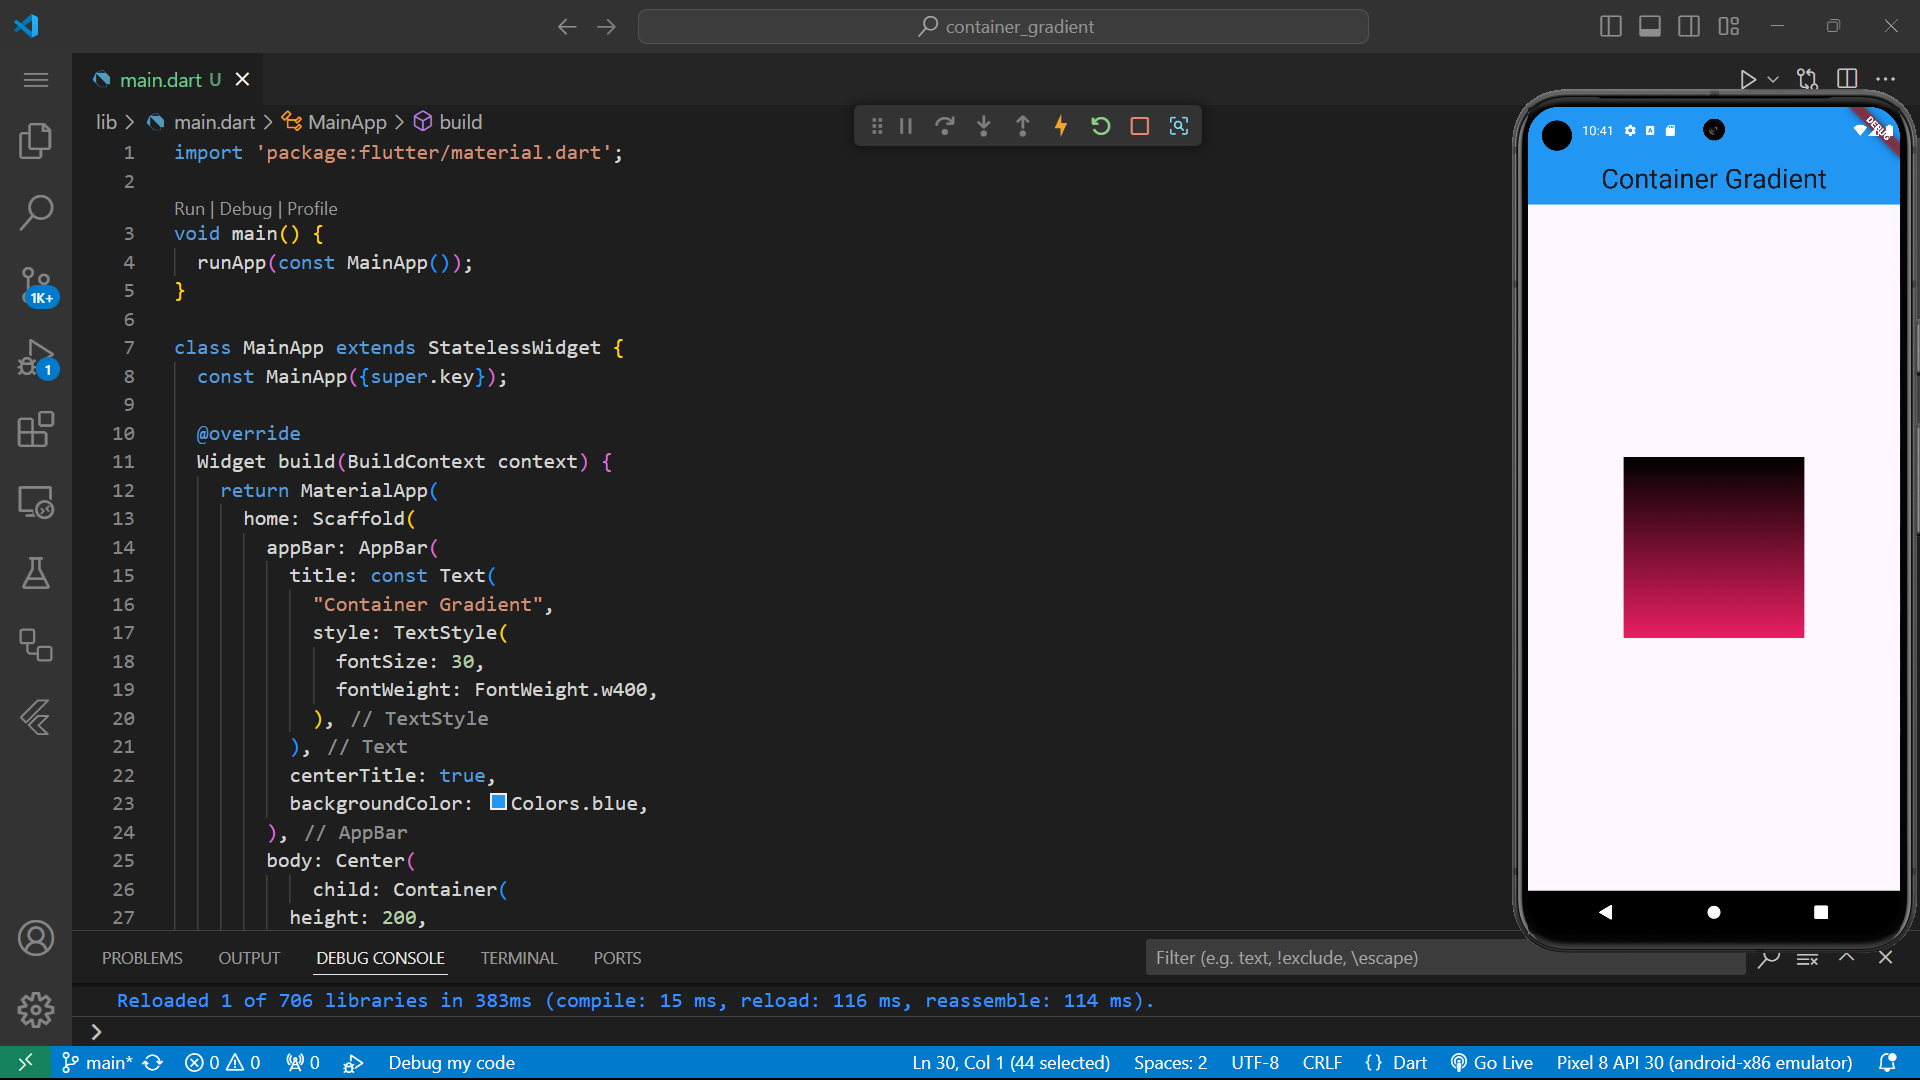 container_gradient
main.dart U
lib > main.dart > MainApp > build
1 import 'package:flutter/material.dart';
2
Run | Debug | Profile
3 void main() {
4 runApp(const MainApp());
5 }
6
7 class MainApp extends StatelessWidget {
8 const MainApp({super.key});
9
10 @override
11 Widget build(BuildContext context) {
12 return MaterialApp(
13 home: Scaffold(
14 appBar: AppBar(
15 title: const Text(
16 "Container Gradient",
17 style: TextStyle(
18 fontSize: 30,
19 fontWeight: FontWeight.w400,
20 ), // TextStyle
21 ), // Text
22 centerTitle: true,
23 backgroundColor: Colors.blue,
24 ), // AppBar
25 body: Center(
26 child: Container(
27 height: 200,
1K+
1
10:41
DEBUG
Container Gradient
PROBLEMS OUTPUT DEBUG CONSOLE TERMINAL PORTS
Filter (e.g. text, !exclude, \escape)
Reloaded 1 of 706 libraries in 383ms (compile: 15 ms, reload: 116 ms, reassemble: 114 ms).
>
main* 0 0 0 Debug my code Ln 30, Col 1 (44 selected) Spaces: 2 UTF-8 CRLF {} Dart Go Live Pixel 8 API 30 (android-x86 emulator)